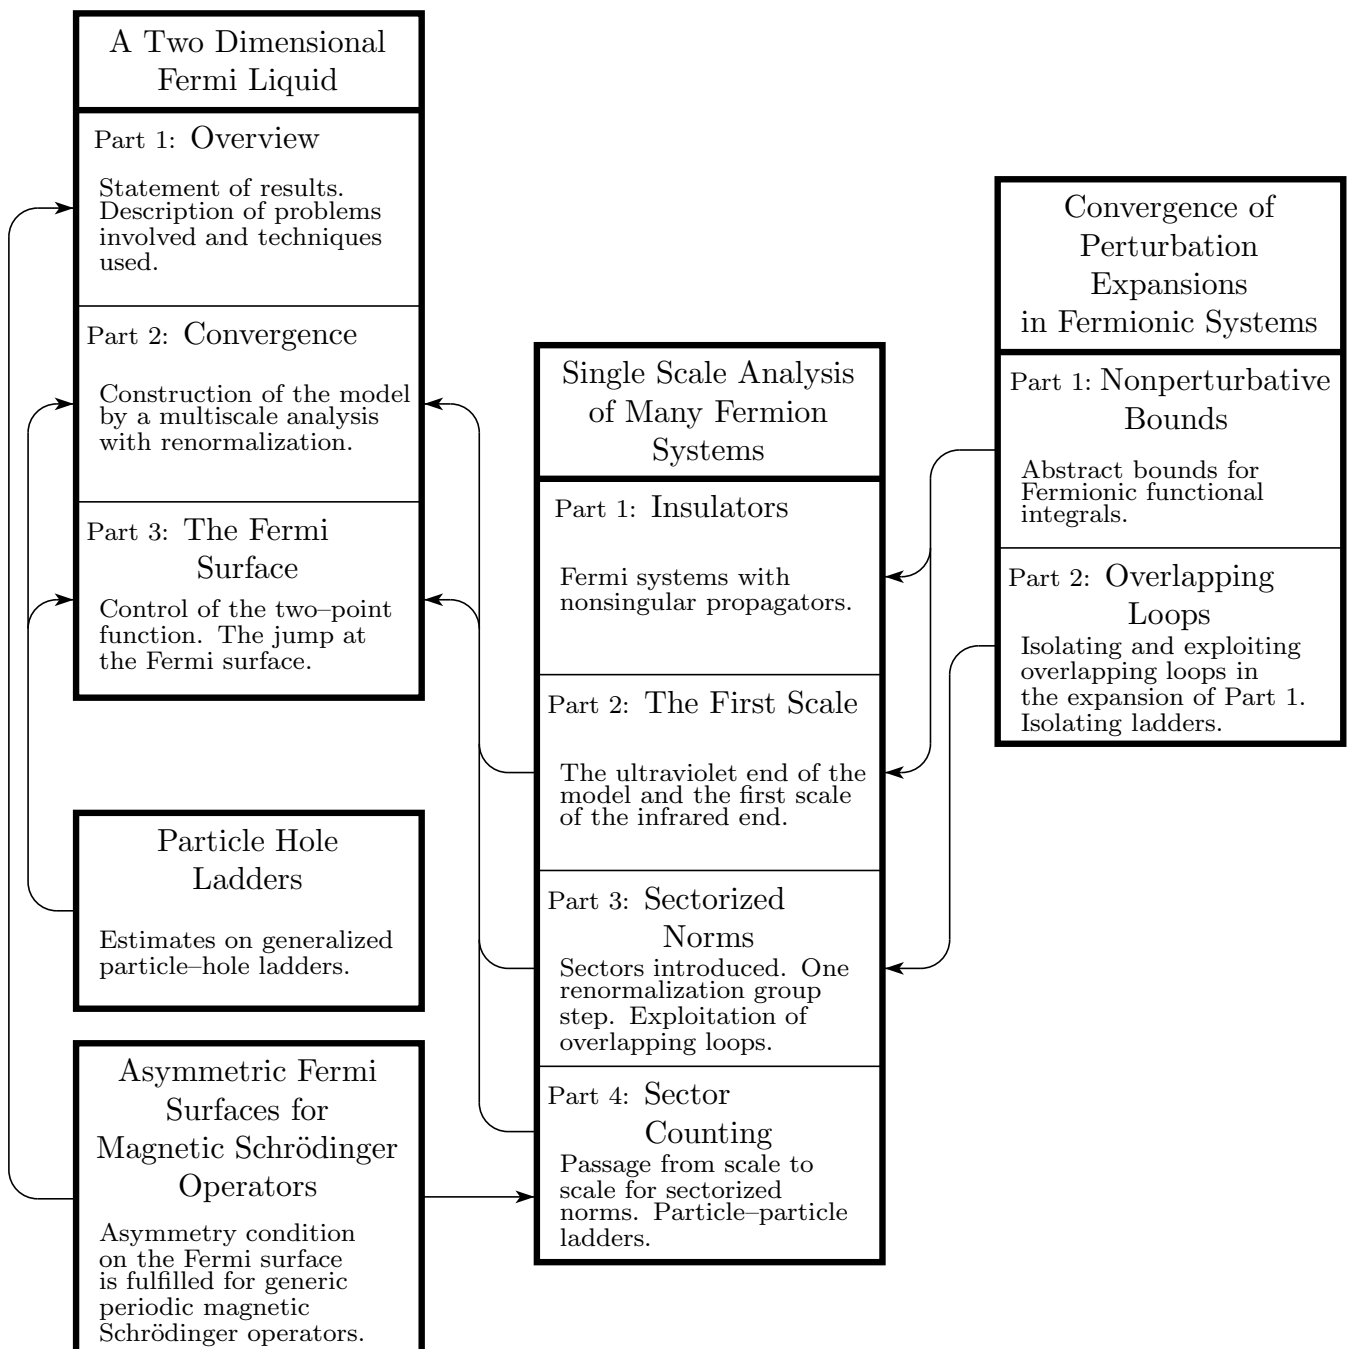 A Two Dimensional
Fermi Liquid
Part 1: Overview
Statement of results.
Description of problems
involved and techniques
used.
Part 2: Convergence
Construction of the model
by a multiscale analysis
with renormalization.
Part 3: The Fermi
Surface
Control of the two–point
function. The jump at
the Fermi surface.
Particle Hole
Ladders
Estimates on generalized
particle–hole ladders.
Asymmetric Fermi
Surfaces for
Magnetic Schrödinger
Operators
Asymmetry condition
on the Fermi surface
is fulfilled for generic
periodic magnetic
Schrödinger operators.
Single Scale Analysis
of Many Fermion
Systems
Part 1: Insulators
Fermi systems with
nonsingular propagators.
Part 2: The First Scale
The ultraviolet end of the
model and the first scale
of the infrared end.
Part 3: Sectorized
Norms
Sectors introduced. One
renormalization group
step. Exploitation of
overlapping loops.
Part 4: Sector
Counting
Passage from scale to
scale for sectorized
norms. Particle–particle
ladders.
Convergence of
Perturbation
Expansions
in Fermionic Systems
Part 1: Nonperturbative
Bounds
Abstract bounds for
Fermionic functional
integrals.
Part 2: Overlapping
Loops
Isolating and exploiting
overlapping loops in
the expansion of Part 1.
Isolating ladders.